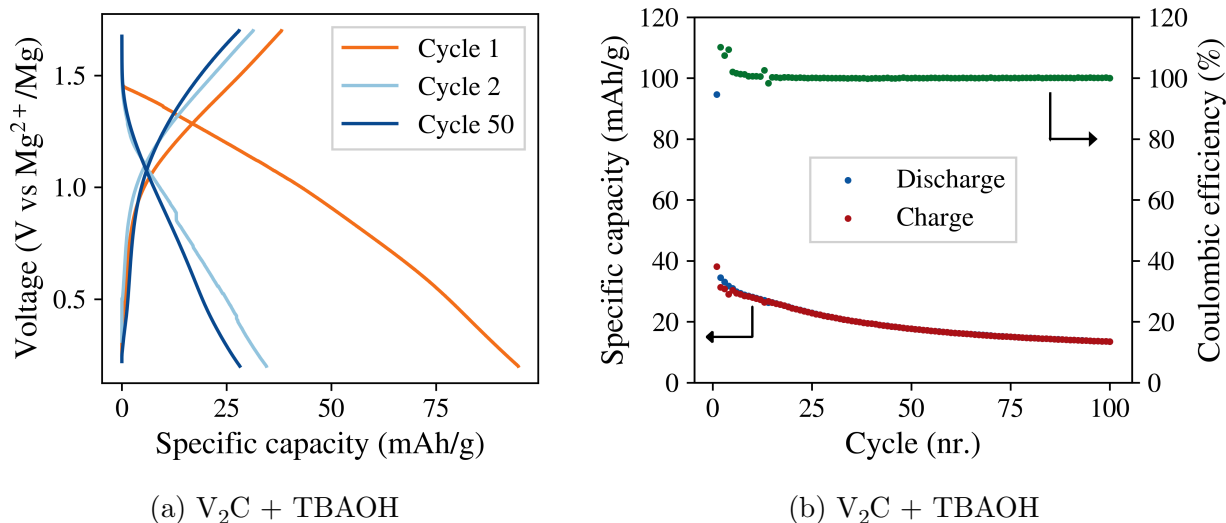 Voltage (V vs Mg²⁺/Mg)
1.5
1.0
0.5
0
25
50
75
Specific capacity (mAh/g)
Cycle 1
Cycle 2
Cycle 50
(a) V₂C + TBAOH
Specific capacity (mAh/g)
120
100
80
60
40
20
0
0
25
50
75
100
Cycle (nr.)
Discharge
Charge
120
100
80
60
40
20
0
Coulombic efficiency (%)
(b) V₂C + TBAOH